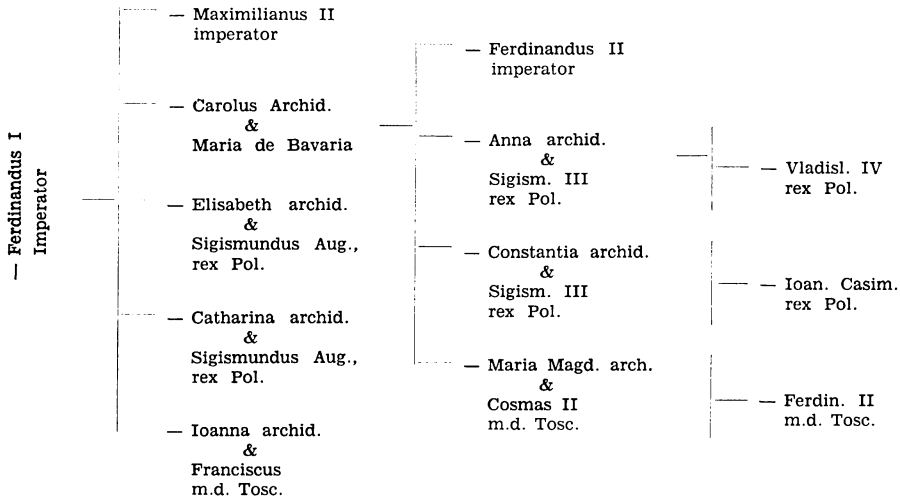 — Ferdinandus I
Imperator
— Maximilianus II
imperator
— Carolus Archid.
&
Maria de Bavaria
— Elisabeth archid.
&
Sigismundus Aug.,
rex Pol.
— Catharina archid.
&
Sigismundus Aug.,
rex Pol.
— Ioanna archid.
&
Franciscus
m.d. Tosc.
— Ferdinandus II
imperator
— Anna archid.
&
Sigism. III
rex Pol.
— Constantia archid.
&
Sigism. III
rex Pol.
— Maria Magd. arch.
&
Cosmas II
m.d. Tosc.
— Vladisl. IV
rex Pol.
— Ioan. Casim.
rex Pol.
— Ferdin. II
m.d. Tosc.